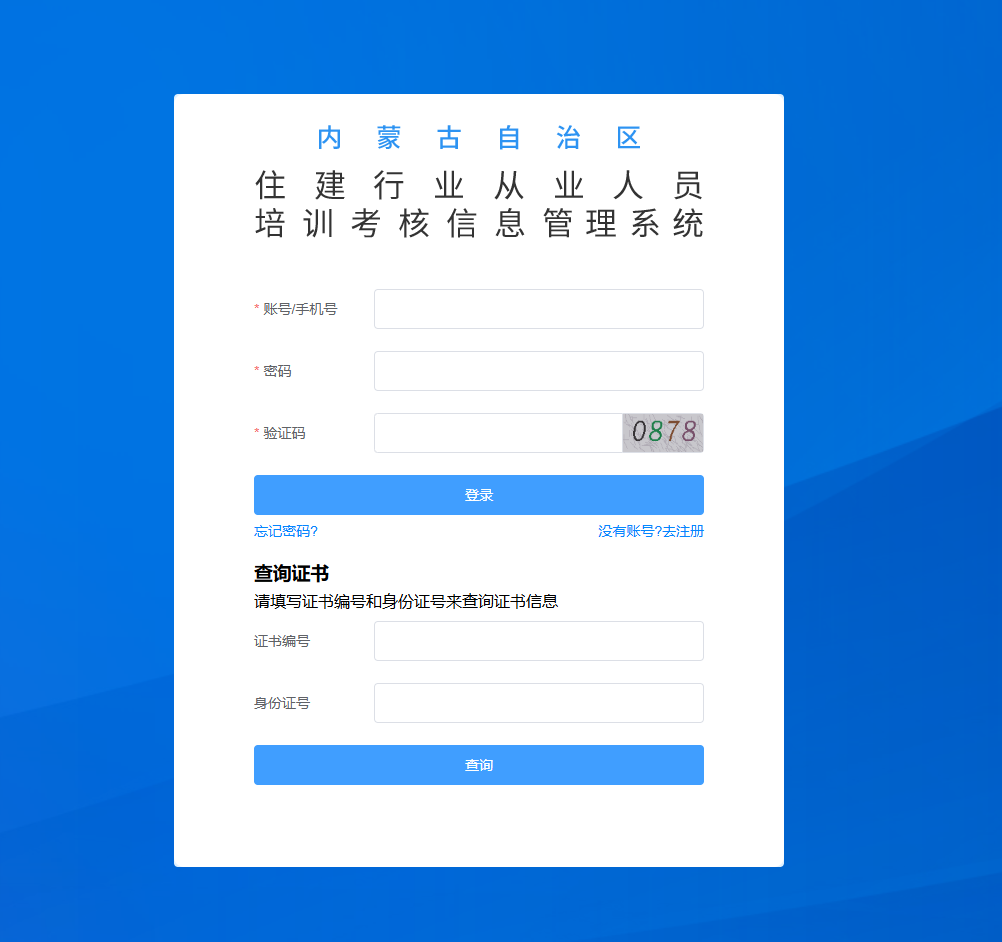 内蒙古自治区
住建行业从业人员
培训考核信息管理系统
* 账号/手机号
* 密码
* 验证码 0878
登录
忘记密码? 没有账号?去注册
查询证书
请填写证书编号和身份证号来查询证书信息
证书编号
身份证号
查询